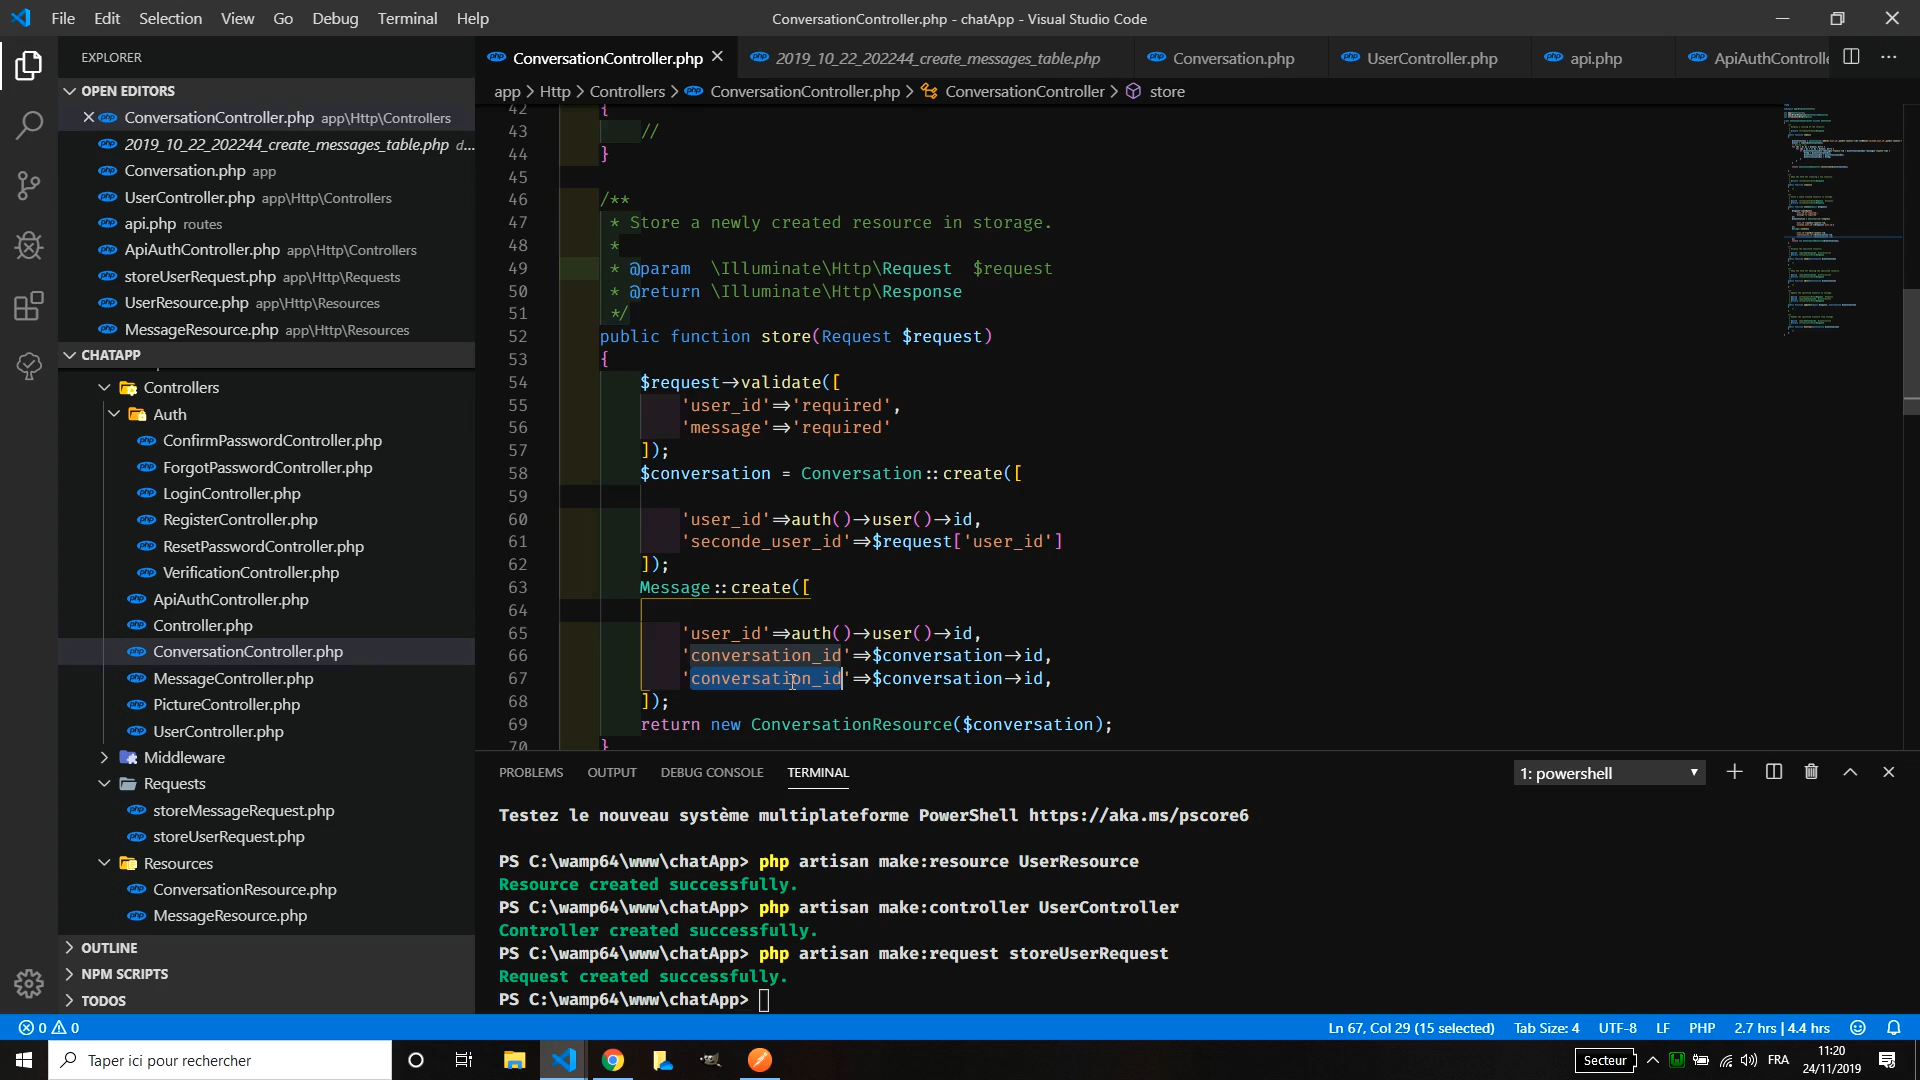 File Edit Selection View Go Debug Terminal Help
ConversationController.php - chatApp - Visual Studio Code
EXPLORER
OPEN EDITORS
ConversationController.php app\Http\Controllers
2019_10_22_202244_create_messages_table.php d...
Conversation.php app
UserController.php app\Http\Controllers
api.php routes
ApiAuthController.php app\Http\Controllers
storeUserRequest.php app\Http\Requests
UserResource.php app\Http\Resources
MessageResource.php app\Http\Resources
CHATAPP
Controllers
Auth
ConfirmPasswordController.php
ForgotPasswordController.php
LoginController.php
RegisterController.php
ResetPasswordController.php
VerificationController.php
ApiAuthController.php
Controller.php
ConversationController.php
MessageController.php
PictureController.php
UserController.php
Middleware
Requests
storeMessageRequest.php
storeUserRequest.php
Resources
ConversationResource.php
MessageResource.php
OUTLINE
NPM SCRIPTS
TODOS
ConversationController.php 2019_10_22_202244_create_messages_table.php Conversation.php UserController.php api.php ApiAuthControlle
app > Http > Controllers > ConversationController.php > ConversationController > store
42 {
43 //
44 }
45
46 /**
47 * Store a newly created resource in storage.
48 *
49 * @param \Illuminate\Http\Request $request
50 * @return \Illuminate\Http\Response
51 */
52 public function store(Request $request)
53 {
54 $request->validate([
55 'user_id'=>'required',
56 'message'=>'required'
57 ]);
58 $conversation = Conversation::create([
59
60 'user_id'=>auth()->user()->id,
61 'seconde_user_id'=>$request['user_id']
62 ]);
63 Message::create([
64
65 'user_id'=>auth()->user()->id,
66 'conversation_id'=>$conversation->id,
67 'conversation_id'=>$conversation->id,
68 ]);
69 return new ConversationResource($conversation);
70 }
PROBLEMS OUTPUT DEBUG CONSOLE TERMINAL
1: powershell
Testez le nouveau système multiplateforme PowerShell https://aka.ms/pscore6
PS C:\wamp64\www\chatApp> php artisan make:resource UserResource
Resource created successfully.
PS C:\wamp64\www\chatApp> php artisan make:controller UserController
Controller created successfully.
PS C:\wamp64\www\chatApp> php artisan make:request storeUserRequest
Request created successfully.
PS C:\wamp64\www\chatApp>
0 0
Ln 67, Col 29 (15 selected) Tab Size: 4 UTF-8 LF PHP 2.7 hrs | 4.4 hrs
Taper ici pour rechercher
Secteur
FRA
11:20
24/11/2019